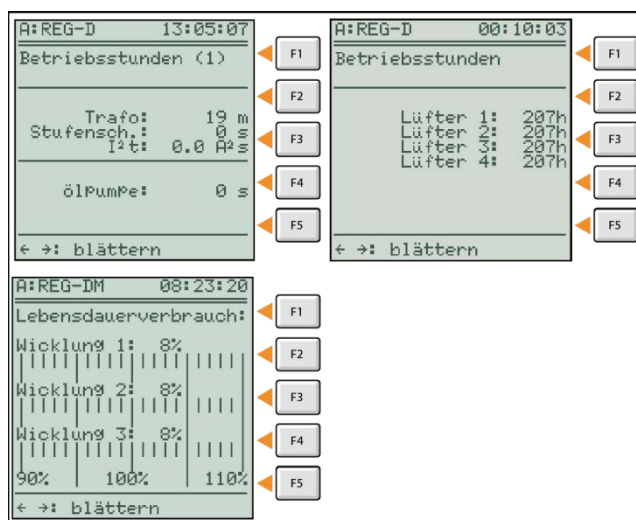 A:REG-D 13:05:07
Betriebsstunden (1)
Trafo: 19 m
Stufensch.: 0 s
I²t: 0.0 A²s
ölpumpe: 0 s
← →: blättern
F1
F2
F3
F4
F5
A:REG-D 00:10:03
Betriebsstunden
Lüfter 1: 207h
Lüfter 2: 207h
Lüfter 3: 207h
Lüfter 4: 207h
← →: blättern
F1
F2
F3
F4
F5
A:REG-DM 08:23:20
Lebensdauerverbrauch:
Wicklung 1: 8%
Wicklung 2: 8%
Wicklung 3: 8%
90% 100% 110%
← →: blättern
F1
F2
F3
F4
F5